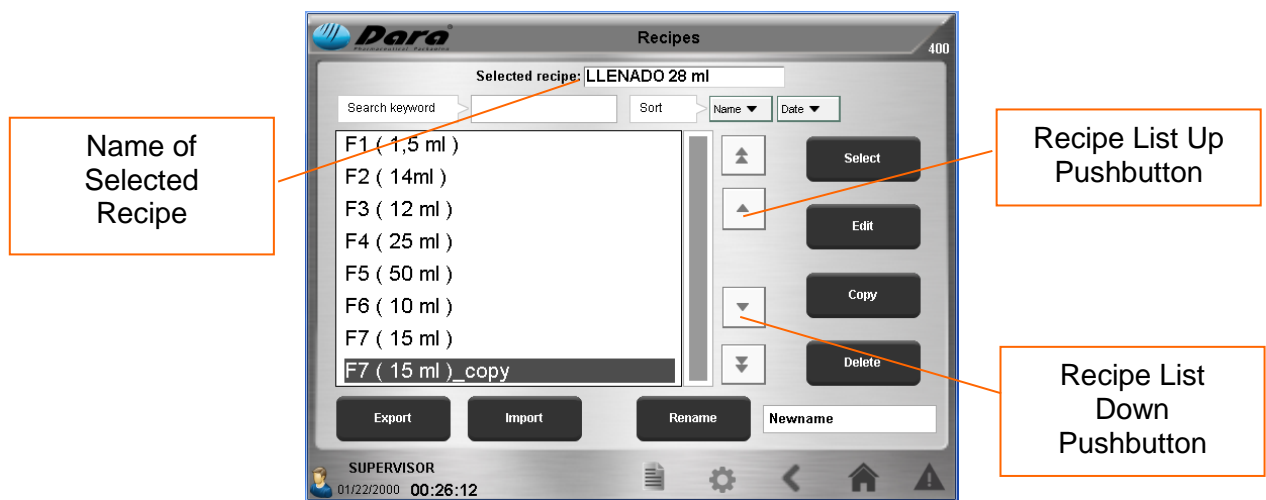 Dara
Pharmaceutical Packaging
Recipes
400
Selected recipe: LLENADO 28 ml
Search keyword
Sort
Name ▼
Date ▼
Name of
Selected
Recipe
F1 ( 1,5 ml )
F2 ( 14ml )
F3 ( 12 ml )
F4 ( 25 ml )
F5 ( 50 ml )
F6 ( 10 ml )
F7 ( 15 ml )
F7 ( 15 ml )_copy
Select
Edit
Copy
Delete
Recipe List Up
Pushbutton
Recipe List
Down
Pushbutton
Export
Import
Rename
Newname
SUPERVISOR
01/22/2000 00:26:12